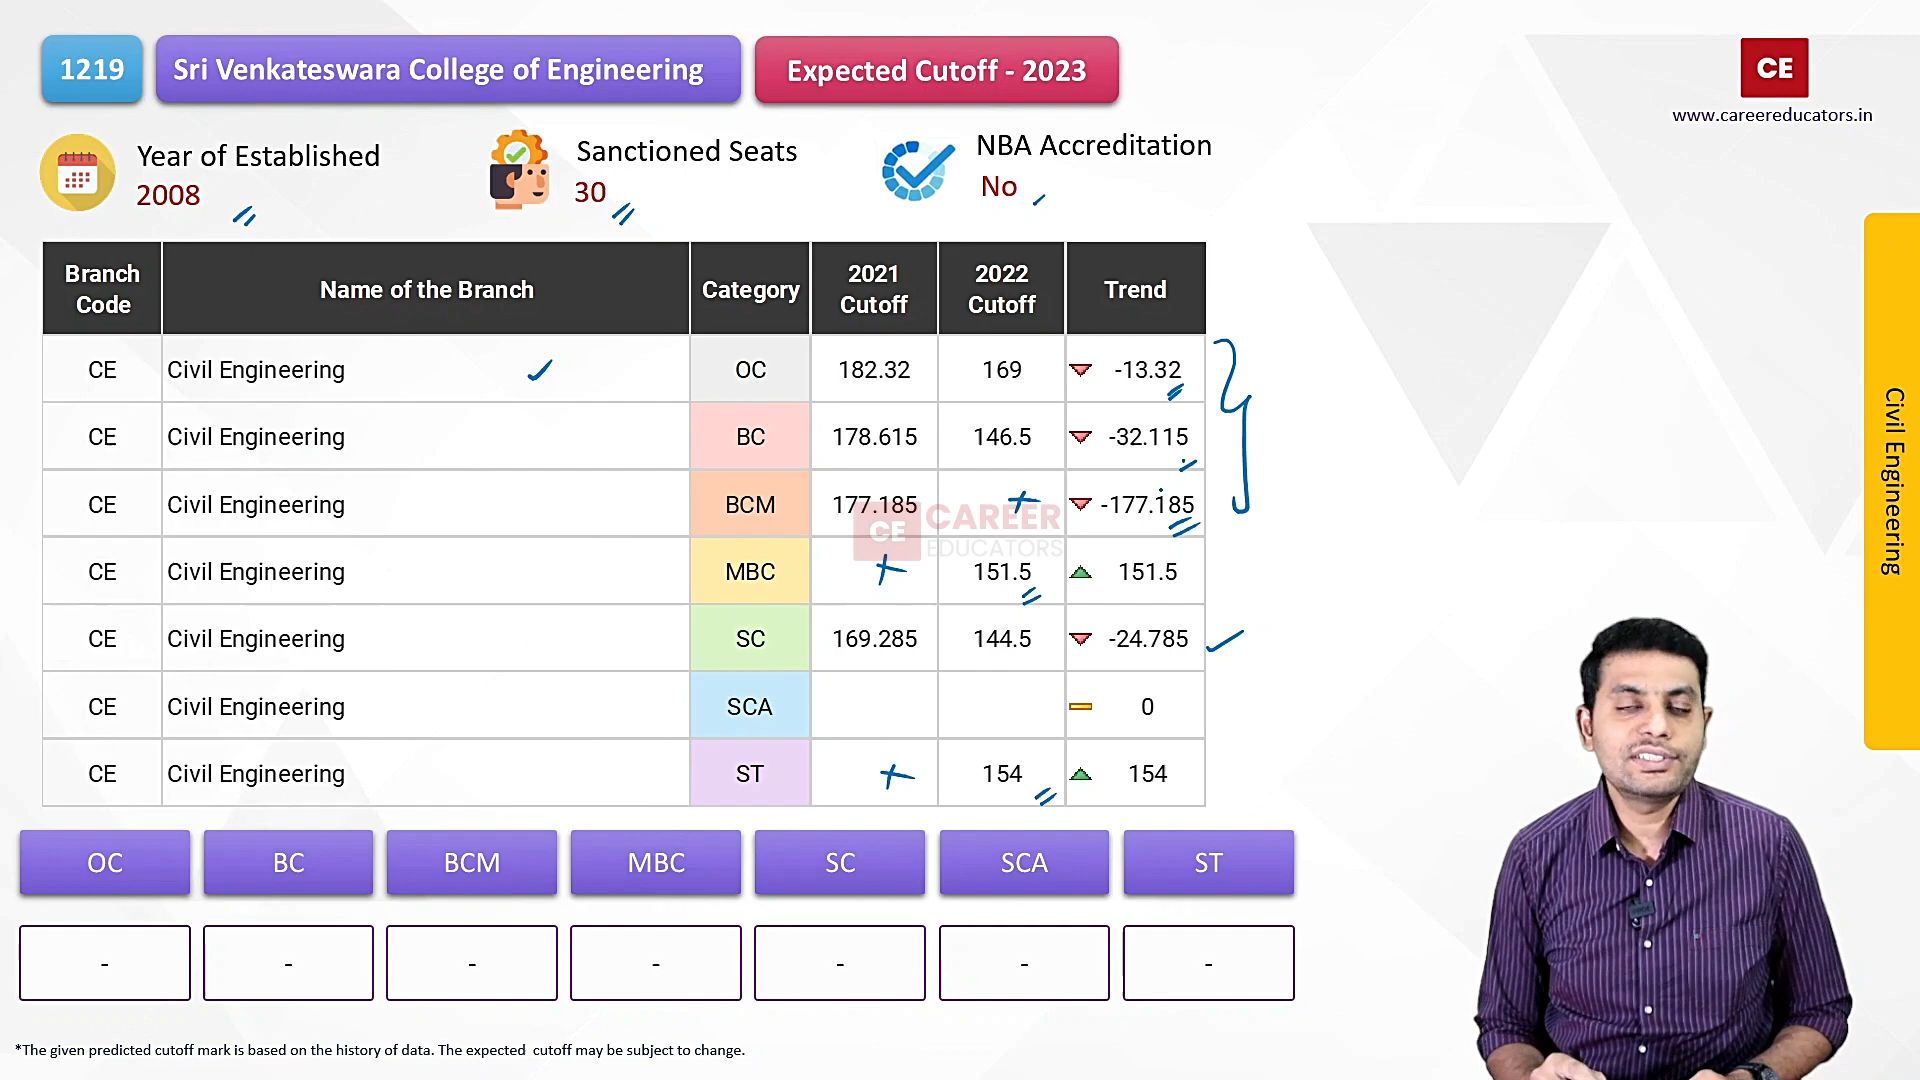 1219
Sri Venkateswara College of Engineering
Expected Cutoff - 2023
CE
www.careereducators.in
Year of Established
2008
Sanctioned Seats
30
NBA Accreditation
No
Branch Code Name of the Branch Category 2021 Cutoff 2022 Cutoff Trend
CE Civil Engineering OC 182.32 169 -13.32
CE Civil Engineering BC 178.615 146.5 -32.115
CE Civil Engineering BCM 177.185 -177.185
CE Civil Engineering MBC 151.5 151.5
CE Civil Engineering SC 169.285 144.5 -24.785
CE Civil Engineering SCA 0
CE Civil Engineering ST 154 154
CE CAREER
EDUCATORS
Civil Engineering
OC BC BCM MBC SC SCA ST
- - - - - - -
*The given predicted cutoff mark is based on the history of data. The expected cutoff may be subject to change.